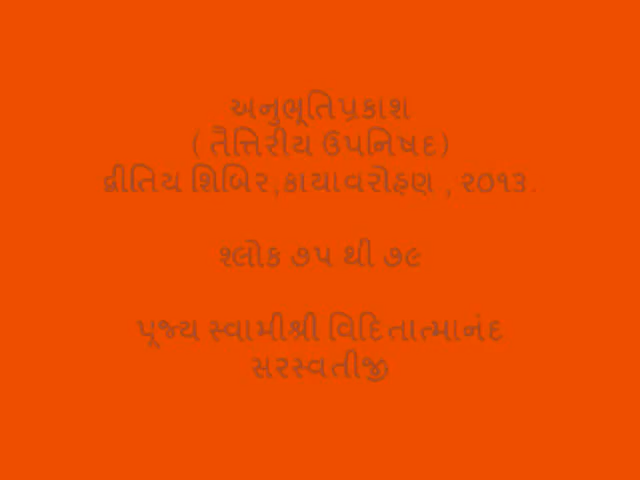 અનુભૂતિપ્રકાશ
( તૈત્તિરીય ઉપનિષદ)
દ્વીતિય શિબિર,કાયાવરોહણ , ૨૦૧૩.
શ્લોક ૭૫ થી ૭૯
પૂજ્ય સ્વામીશ્રી વિદિતાત્માનંદ
સરસ્વતીજી